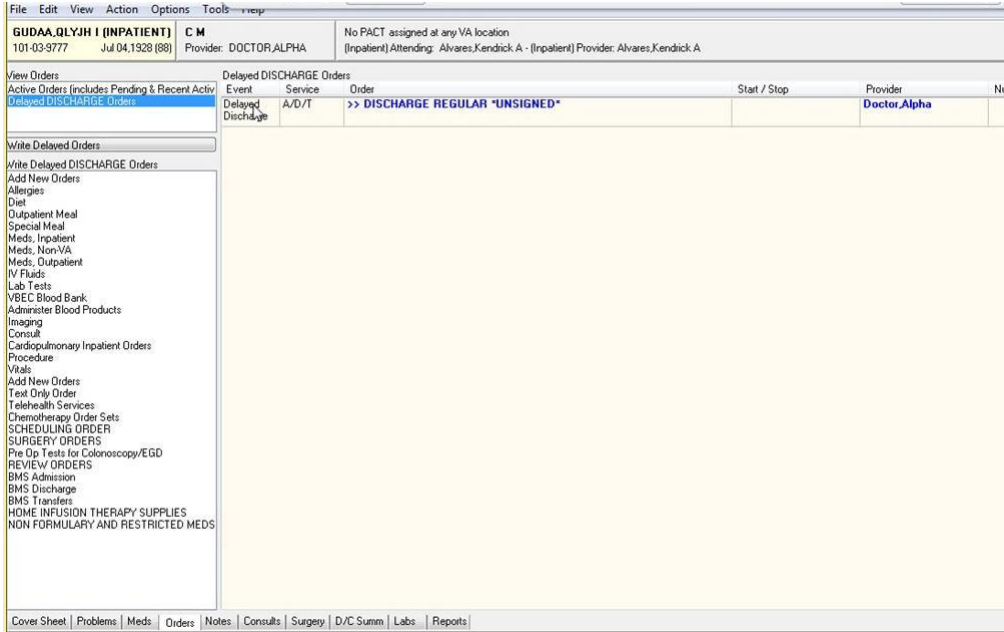 File Edit View Action Options Tools Help
GUDAA,QLYJH I (INPATIENT) C M No PACT assigned at any VA location
101-03-9777 Jul 04,1928 (88) Provider: DOCTOR,ALPHA (Inpatient) Attending: Alvares,Kendrick A - (Inpatient) Provider: Alvares,Kendrick A
View Orders Delayed DISCHARGE Orders
Active Orders (includes Pending & Recent Activ Event Service Order Start / Stop Provider Nu
Delayed DISCHARGE Orders Delayed A/D/T >> DISCHARGE REGULAR *UNSIGNED* Doctor,Alpha
Discharge
Write Delayed Orders
Write Delayed DISCHARGE Orders
Add New Orders
Allergies
Diet
Outpatient Meal
Special Meal
Meds, Inpatient
Meds, Non-VA
Meds, Outpatient
IV Fluids
Lab Tests
VBEC Blood Bank
Administer Blood Products
Imaging
Consult
Cardiopulmonary Inpatient Orders
Procedure
Vitals
Add New Orders
Text Only Order
Telehealth Services
Chemotherapy Order Sets
SCHEDULING ORDER
SURGERY ORDERS
Pre Op Tests for Colonoscopy/EGD
REVIEW ORDERS
BMS Admission
BMS Discharge
BMS Transfers
HOME INFUSION THERAPY SUPPLIES
NON FORMULARY AND RESTRICTED MEDS
Cover Sheet Problems Meds Orders Notes Consults Surgery D/C Summ Labs Reports